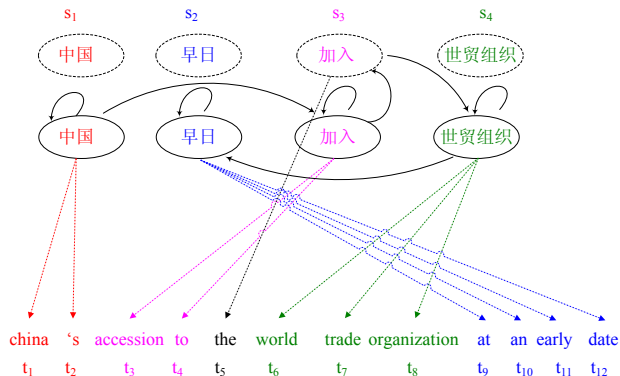 s₁ s₂ s₃ s₄
中国 早日 加入 世贸组织
中国 早日 加入 世贸组织
china ‘s accession to the world trade organization at an early date
t₁ t₂ t₃ t₄ t₅ t₆ t₇ t₈ t₉ t₁₀ t₁₁ t₁₂